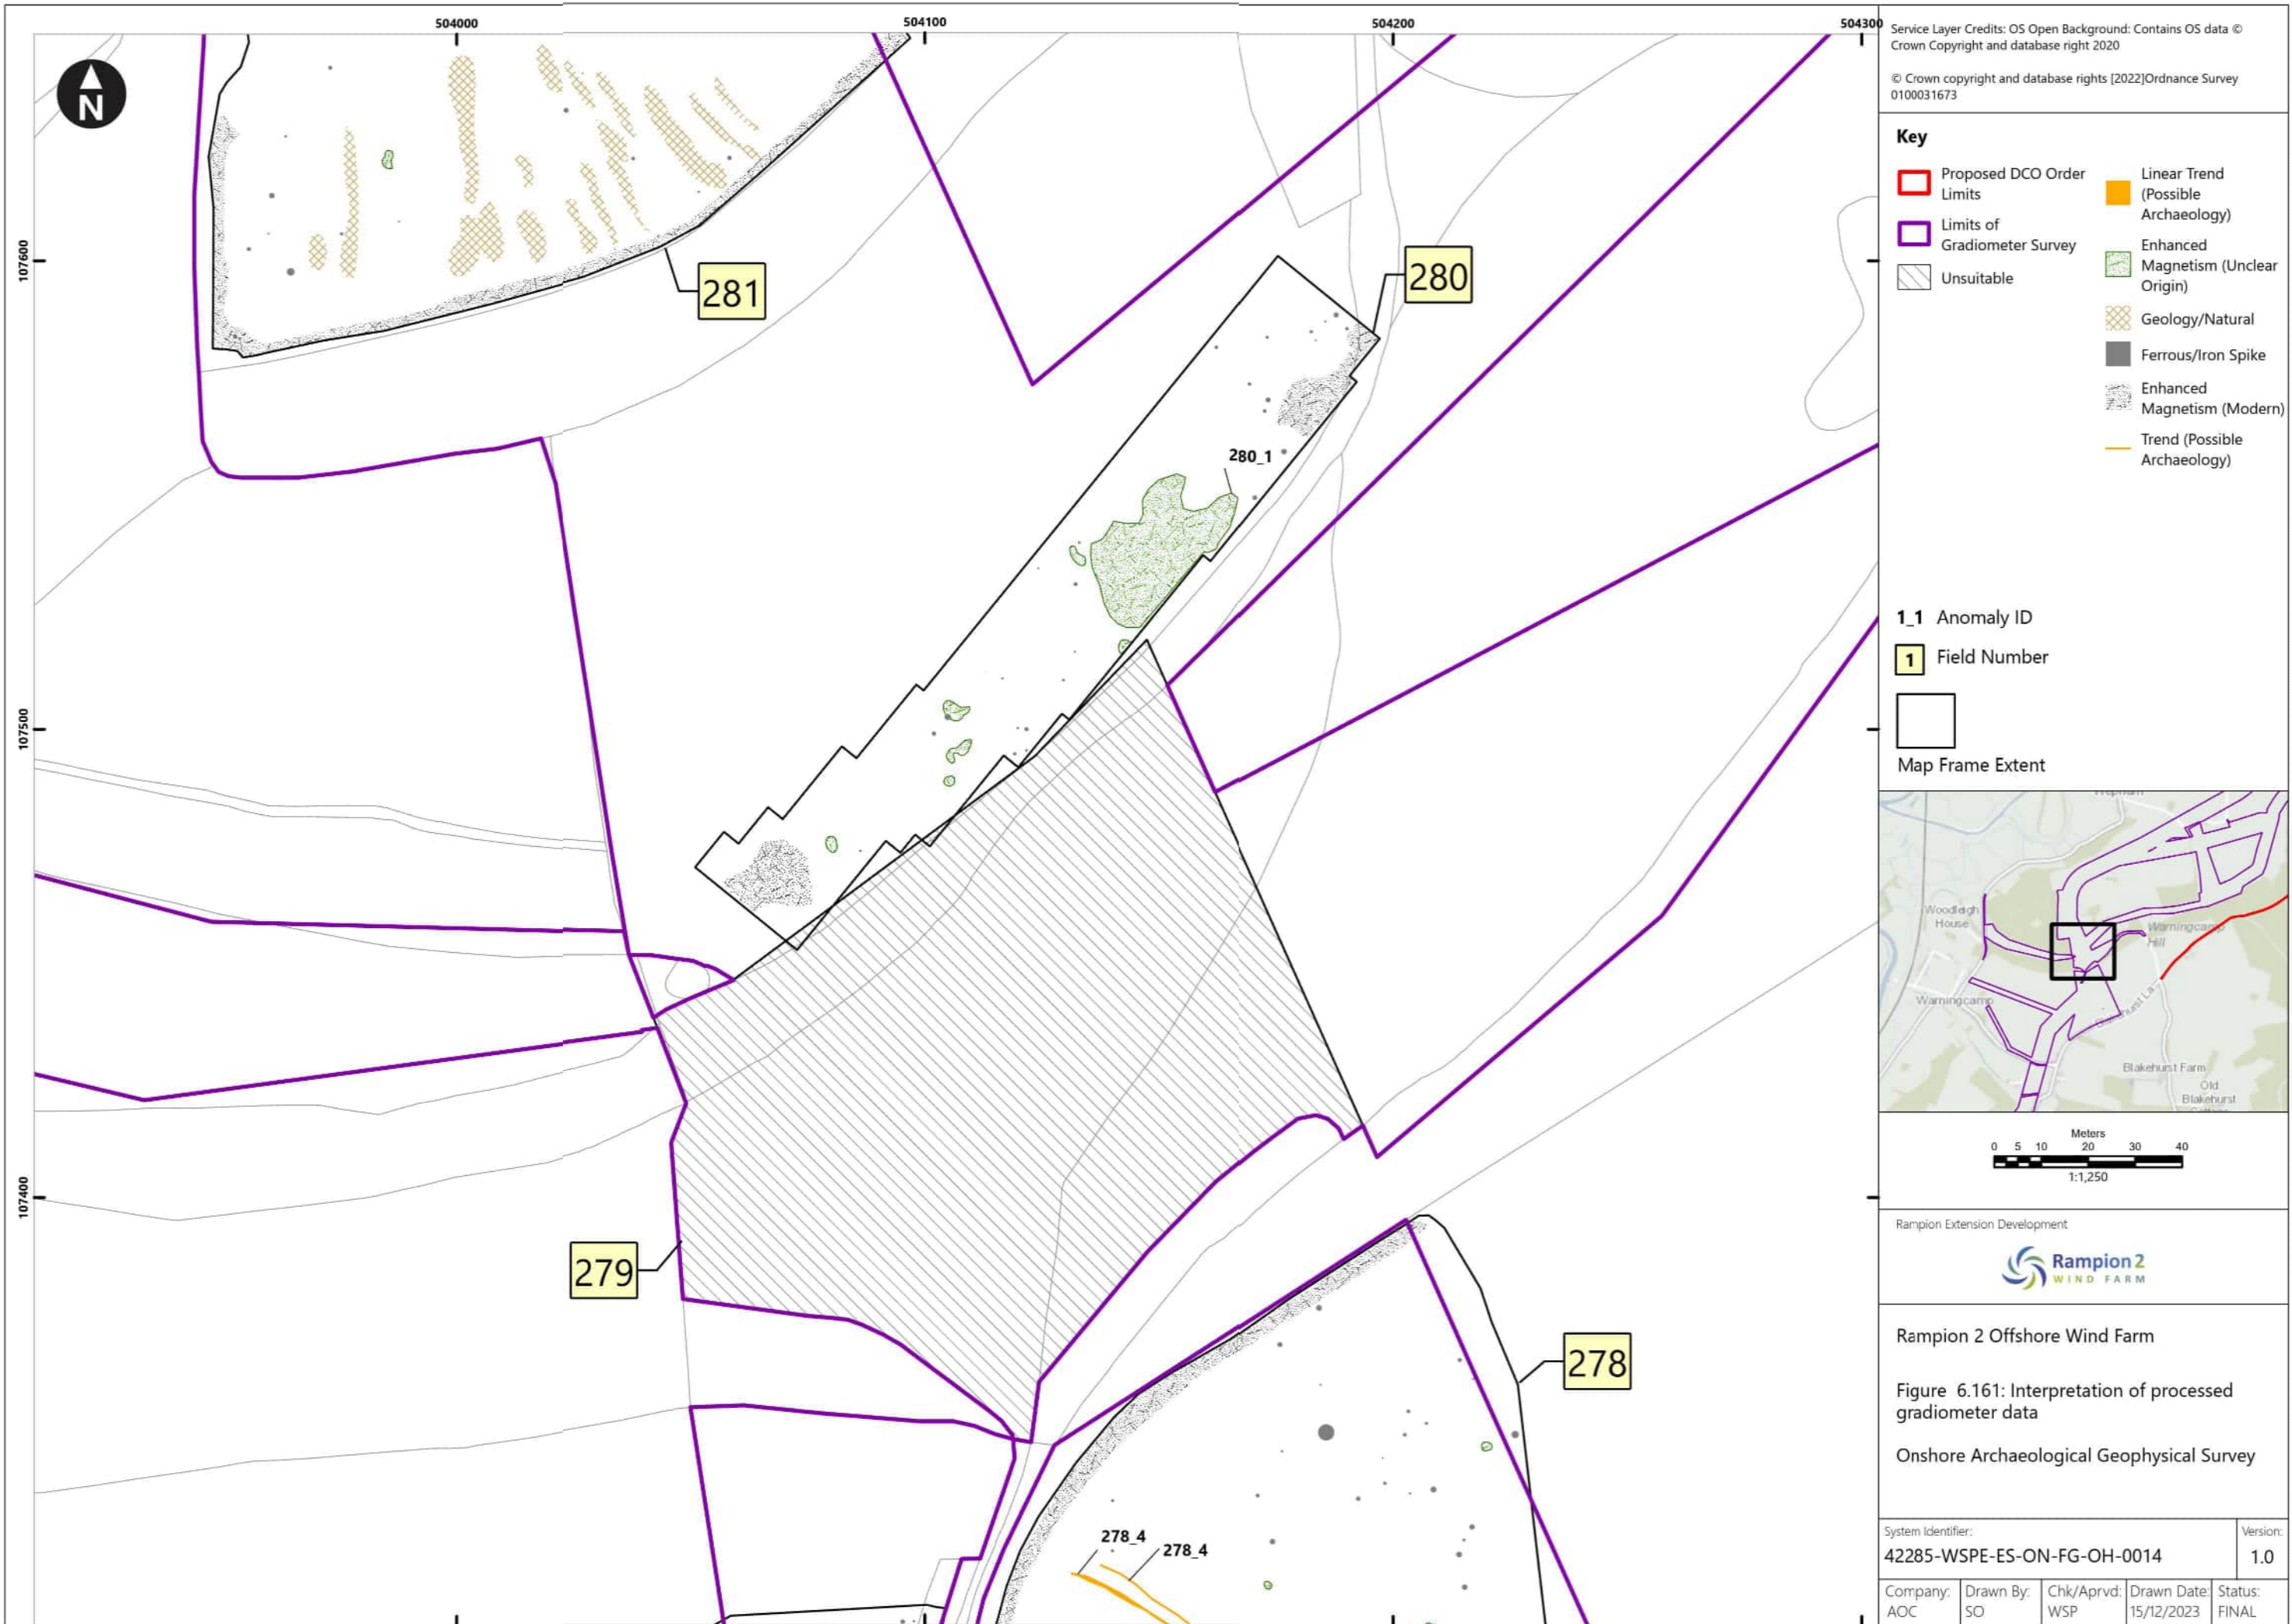 504000
504100
504200
504300
107600
107500
107400
N
281
280
280_1
279
278
278_4
278_4
Service Layer Credits: OS Open Background: Contains OS data ©
Crown Copyright and database right 2020
© Crown copyright and database rights [2022]Ordnance Survey
0100031673
Key
Proposed DCO Order
Limits
Limits of
Gradiometer Survey
Unsuitable
Linear Trend
(Possible
Archaeology)
Enhanced
Magnetism (Unclear
Origin)
Geology/Natural
Ferrous/Iron Spike
Enhanced
Magnetism (Modern)
Trend (Possible
Archaeology)
1_1 Anomaly ID
1 Field Number
Map Frame Extent
Woodleigh
House
Warningcamp
Hill
Warningcamp
Blakehurst Farm
Old
Blakehurst
Meters
0 5 10 20 30 40
1:1,250
Rampion Extension Development
Rampion 2
WIND FARM
Rampion 2 Offshore Wind Farm
Figure 6.161: Interpretation of processed
gradiometer data
Onshore Archaeological Geophysical Survey
System Identifier:
42285-WSPE-ES-ON-FG-OH-0014
Version:
1.0
Company:
AOC
Drawn By:
SO
Chk/Aprvd:
WSP
Drawn Date:
15/12/2023
Status:
FINAL